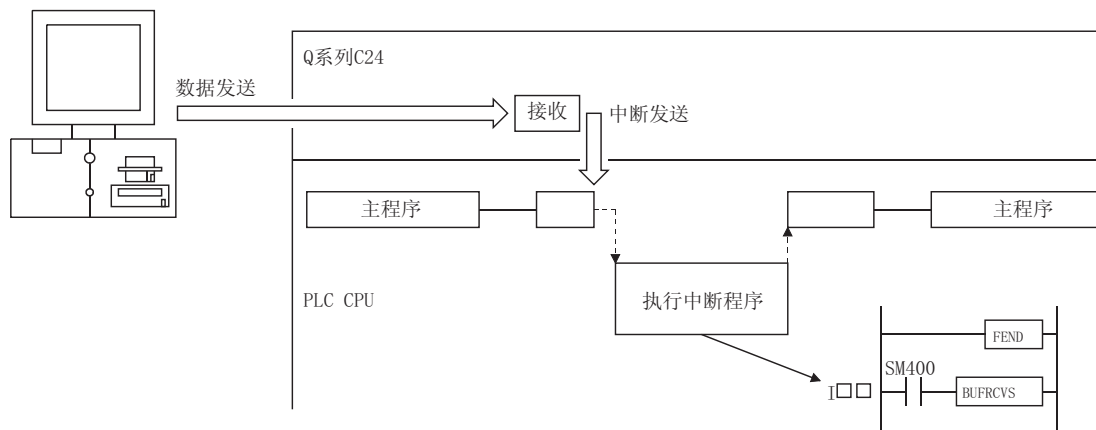 Q系列C24
数据发送
接收
中断发送
主程序
主程序
PLC CPU
执行中断程序
FEND
SM400
I□□
BUFRCVS